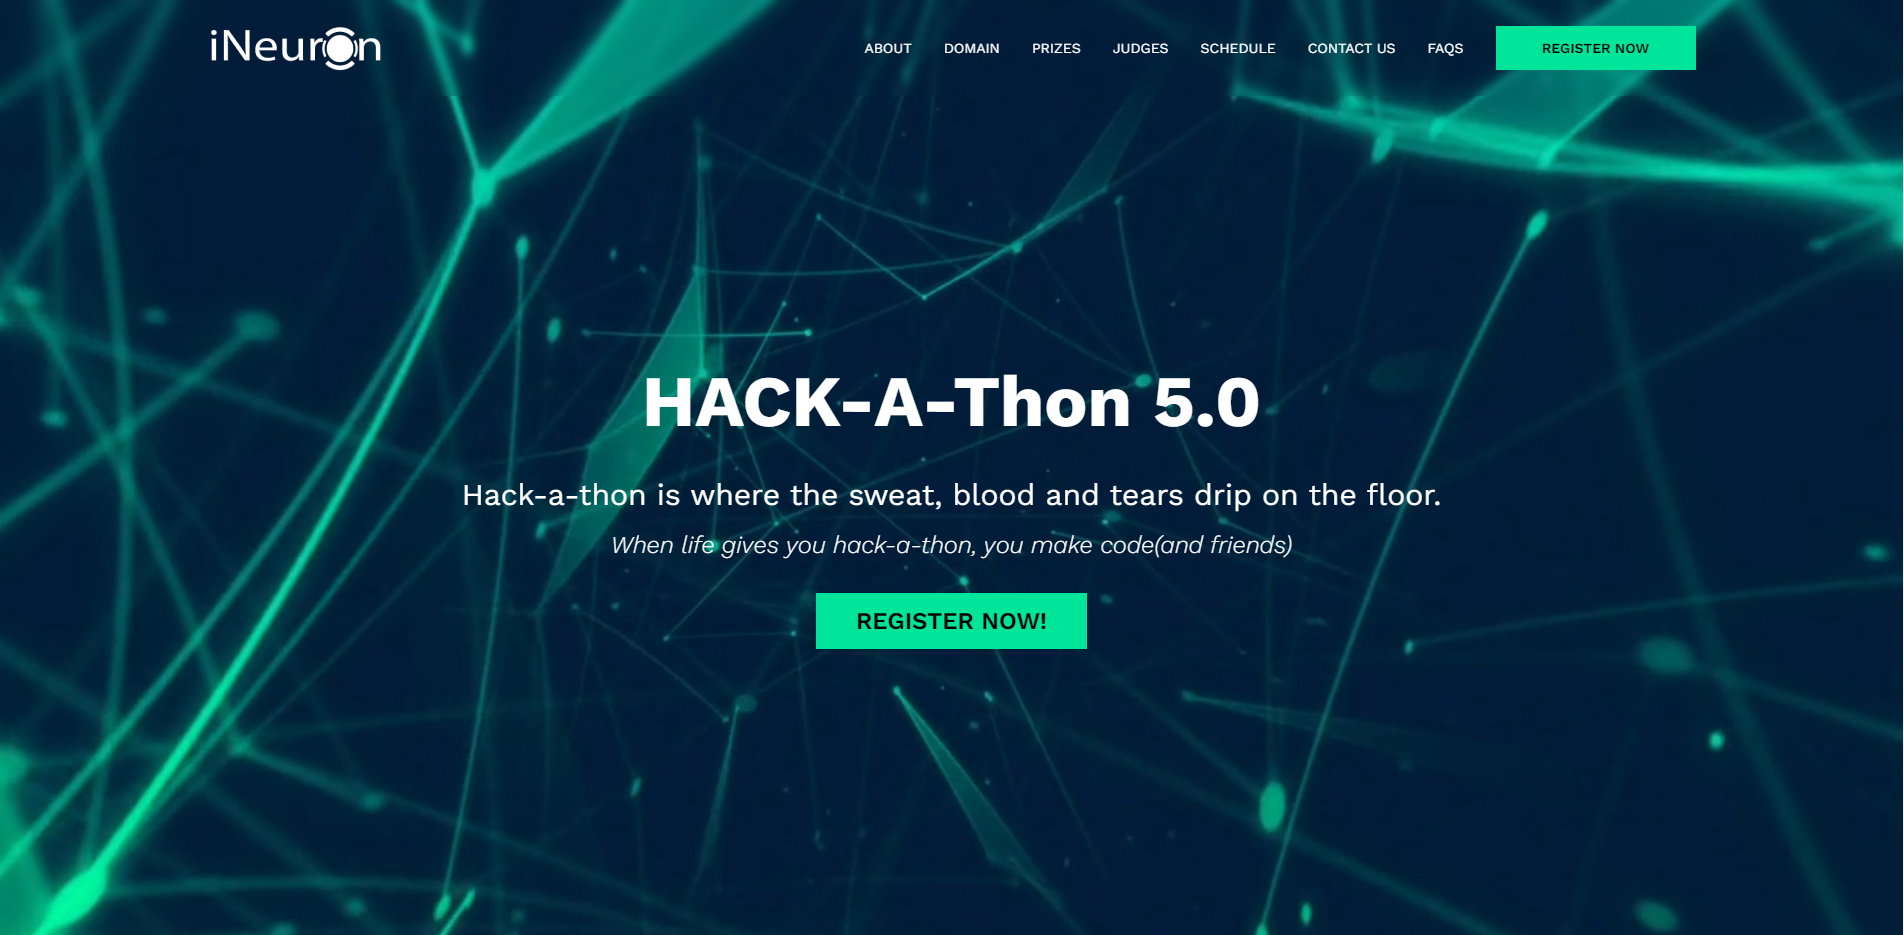 iNeuron
ABOUT DOMAIN PRIZES JUDGES SCHEDULE CONTACT US FAQS REGISTER NOW
HACK-A-Thon 5.0
Hack-a-thon is where the sweat, blood and tears drip on the floor.
When life gives you hack-a-thon, you make code(and friends)
REGISTER NOW!